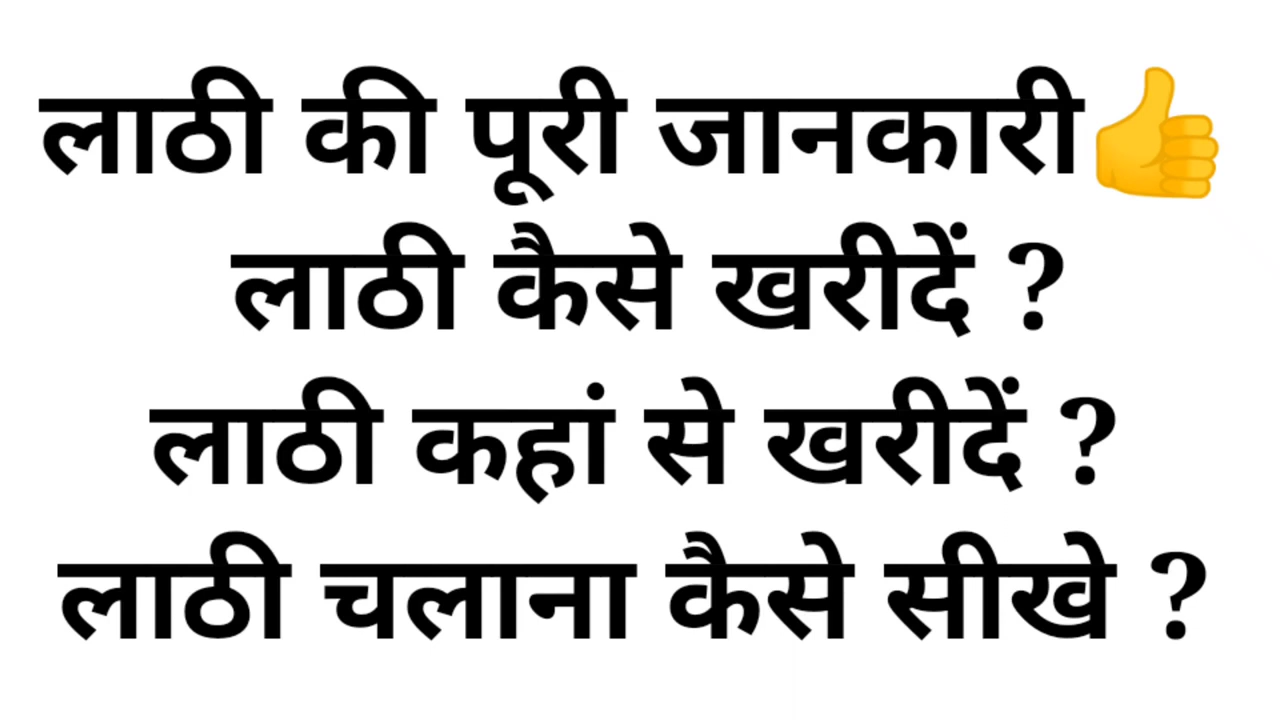 लाठी की पूरी जानकारी👍
लाठी कैसे खरीदें ?
लाठी कहां से खरीदें ?
लाठी चलाना कैसे सीखे ?